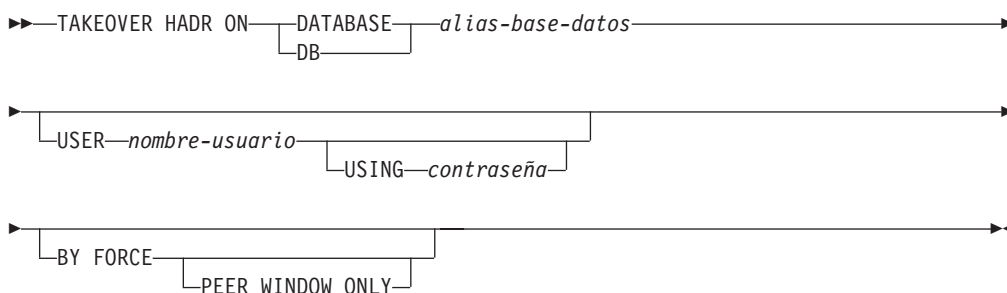 TAKEOVER HADR ON DATABASE alias-base-datos
DB
USER nombre-usuario
USING contraseña
BY FORCE
PEER WINDOW ONLY